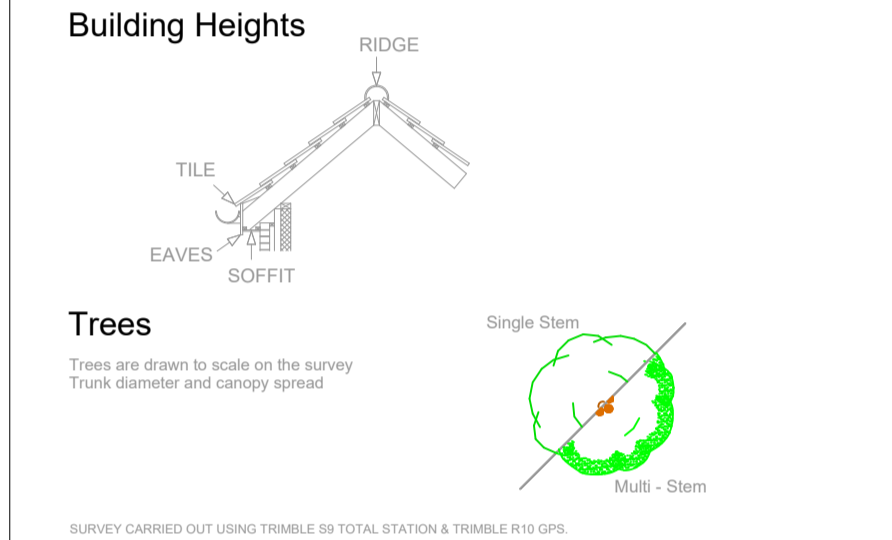 Building Heights
RIDGE
TILE
EAVES
SOFFIT
Trees
Single Stem
Trees are drawn to scale on the survey
Trunk diameter and canopy spread
Multi - Stem
SURVEY CARRIED OUT USING TRIMBLE S9 TOTAL STATION & TRIMBLE R10 GPS.